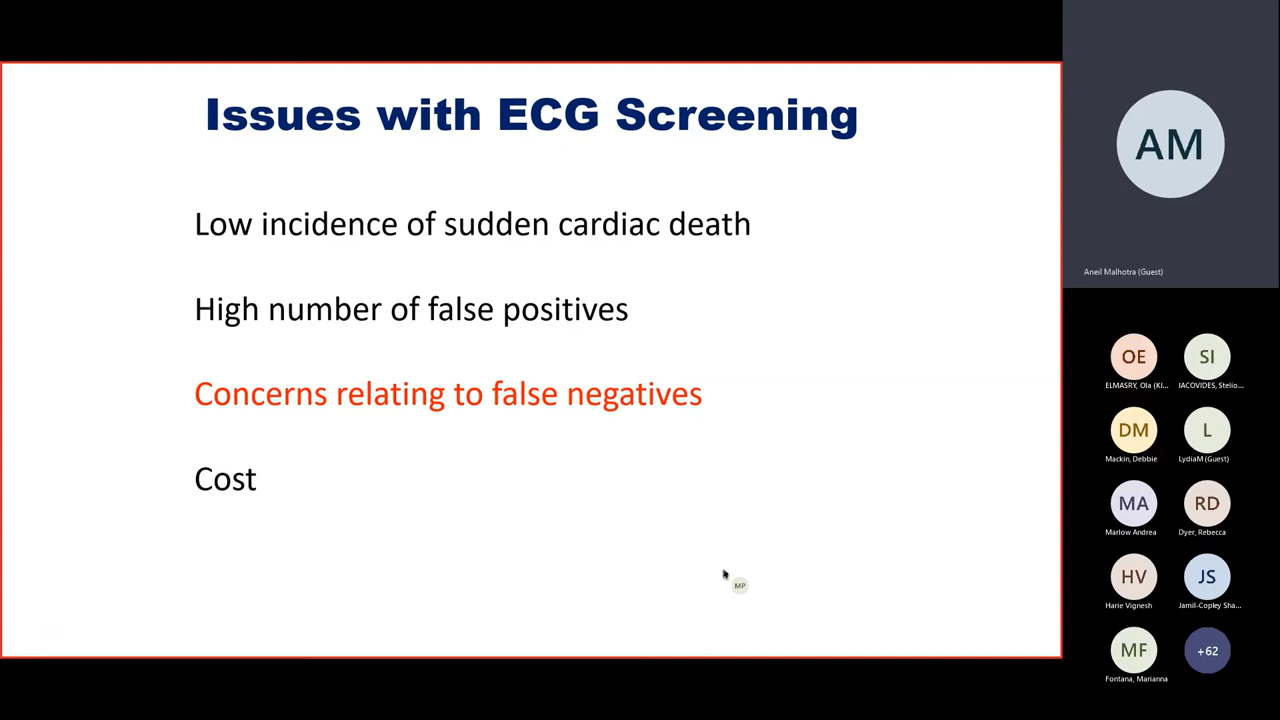 Issues with ECG Screening
Low incidence of sudden cardiac death
High number of false positives
Concerns relating to false negatives
Cost
MP
AM
Aneil Malhotra (Guest)
OE
SI
ELMASRY, Ola (KI...
IACOVIDES, Stelio...
DM
L
Mackin, Debbie
LydiaM (Guest)
MA
RD
Marlow Andrea
Dyer, Rebecca
HV
JS
Harie Vignesh
Jamil-Copley Sha...
MF
+62
Fontana, Marianna